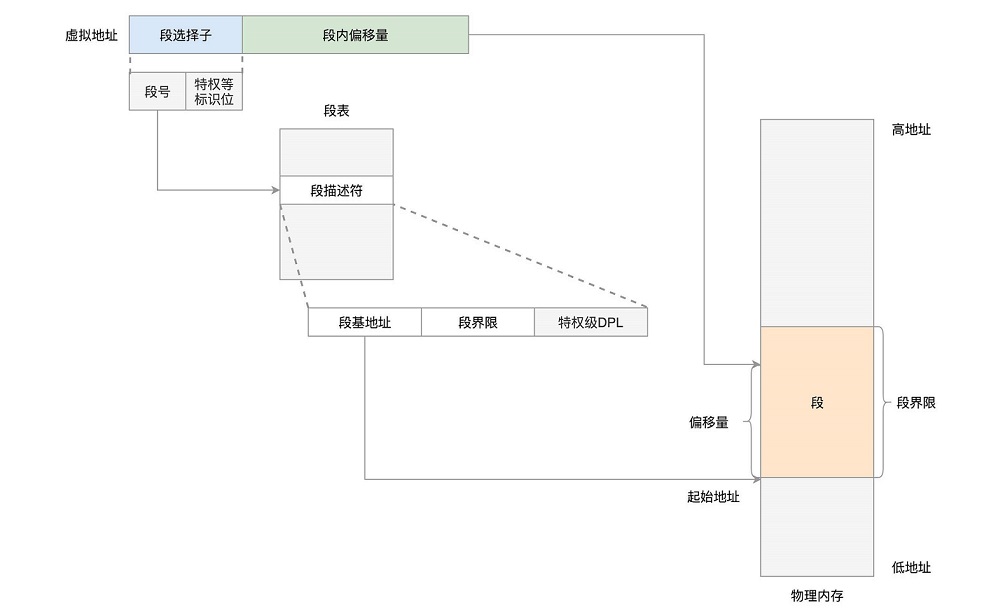 虚拟地址
段选择子
段内偏移量
段号
特权等
标识位
段表
高地址
段描述符
段基地址
段界限
特权级DPL
段
段界限
偏移量
起始地址
低地址
物理内存